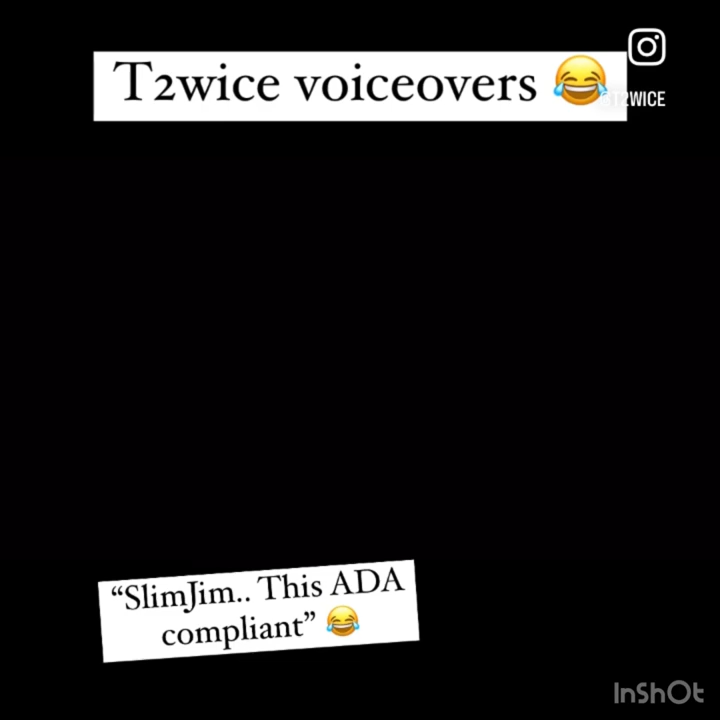 T2wice voiceovers 😂
@T2WICE
“SlimJim.. This ADA
compliant” 😂
InShOt